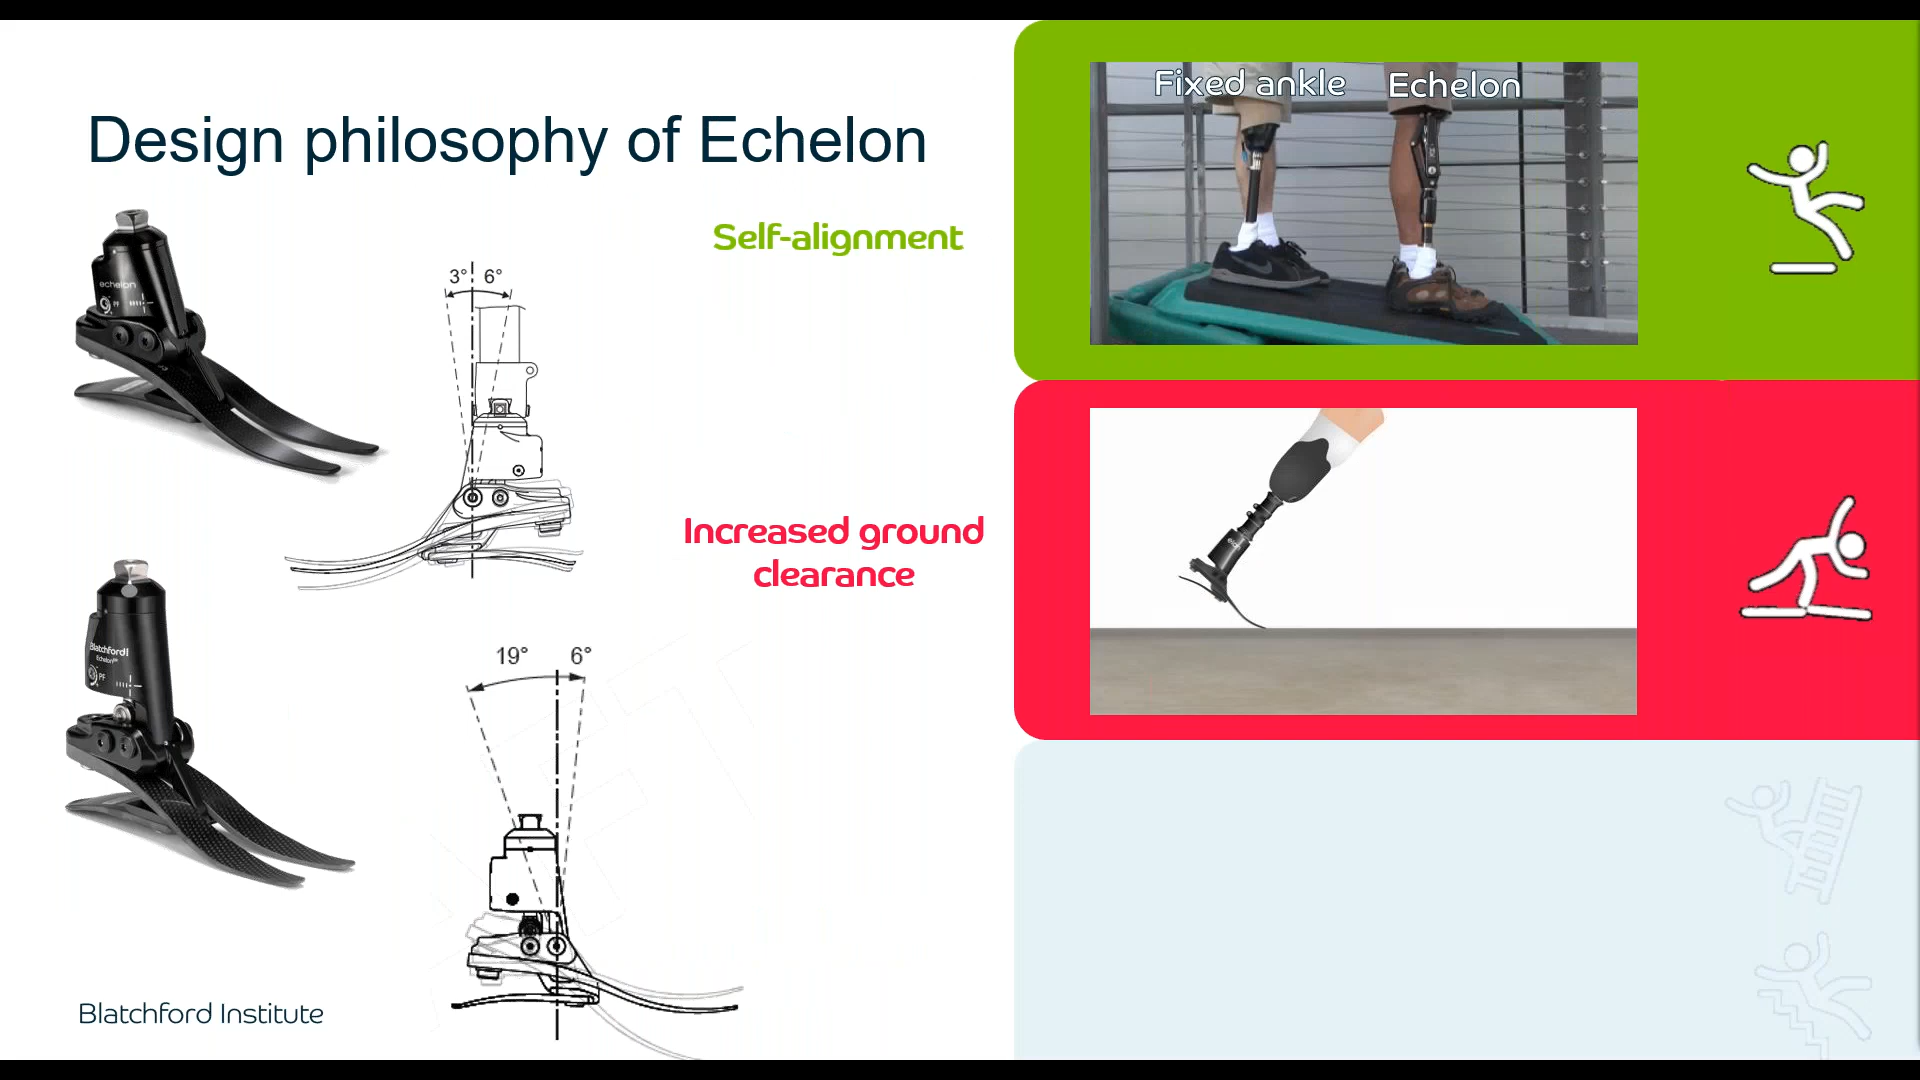 Design philosophy of Echelon
Self-alignment
Fixed ankle
Echelon
echelon
PF
3°
6°
Increased ground
clearance
19°
6°
Blatchford
Echelon
PF
Blatchford Institute